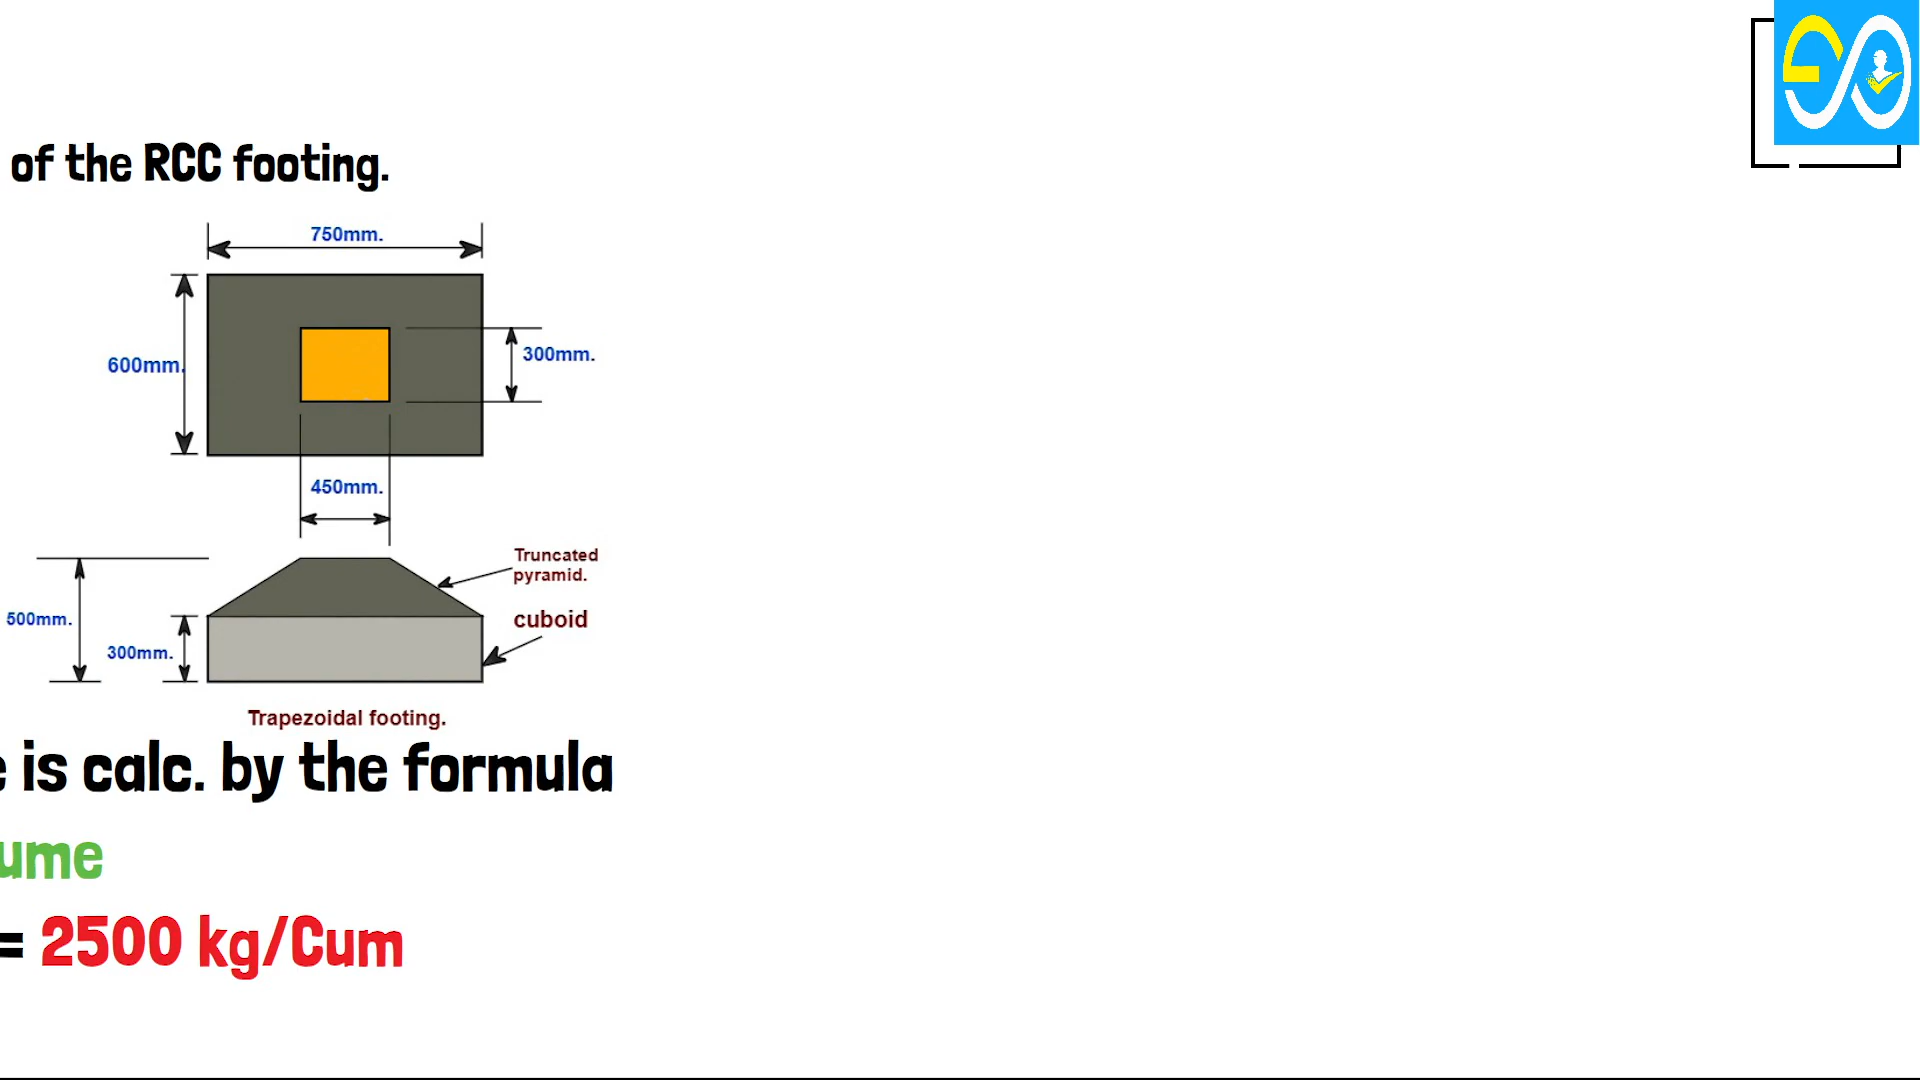 of the RCC footing.
750mm.
600mm.
300mm.
450mm.
Truncated
pyramid.
500mm.
cuboid
300mm.
Trapezoidal footing.
is calc. by the formula
ume
= 2500 kg/Cum